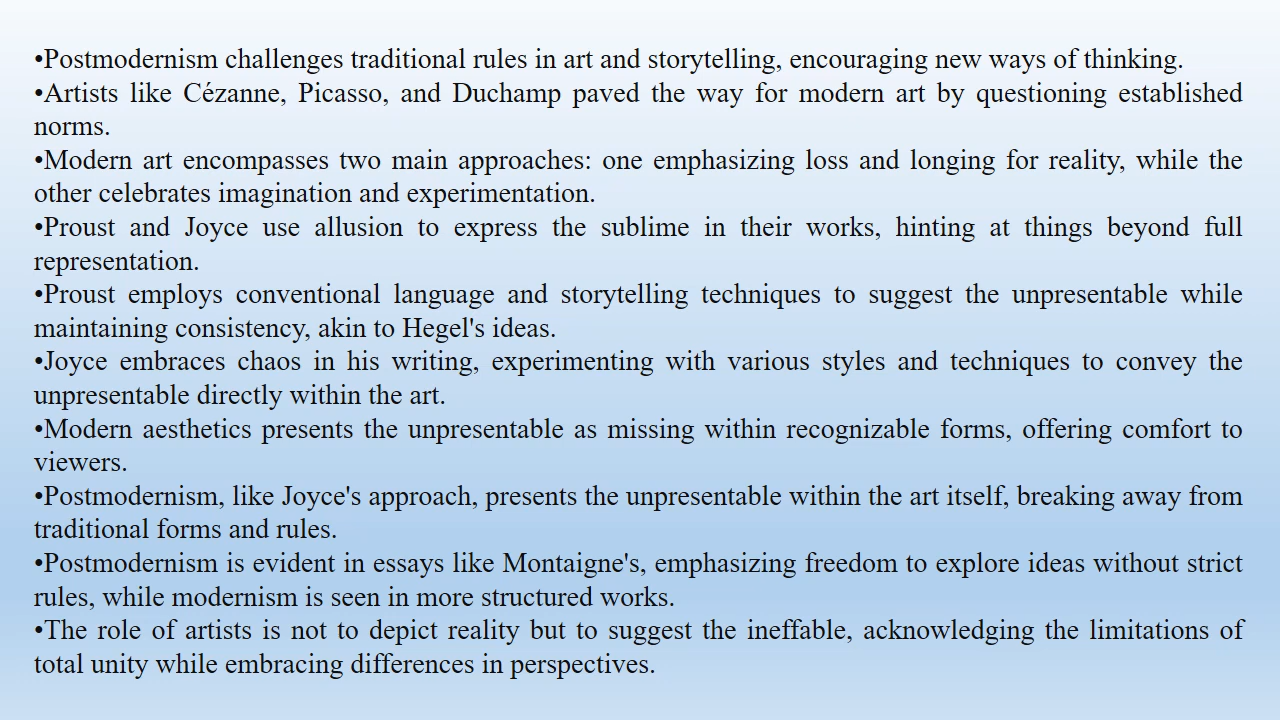 •Postmodernism challenges traditional rules in art and storytelling, encouraging new ways of thinking.
•Artists like Cézanne, Picasso, and Duchamp paved the way for modern art by questioning established
norms.
•Modern art encompasses two main approaches: one emphasizing loss and longing for reality, while the
other celebrates imagination and experimentation.
•Proust and Joyce use allusion to express the sublime in their works, hinting at things beyond full
representation.
•Proust employs conventional language and storytelling techniques to suggest the unpresentable while
maintaining consistency, akin to Hegel's ideas.
•Joyce embraces chaos in his writing, experimenting with various styles and techniques to convey the
unpresentable directly within the art.
•Modern aesthetics presents the unpresentable as missing within recognizable forms, offering comfort to
viewers.
•Postmodernism, like Joyce's approach, presents the unpresentable within the art itself, breaking away from
traditional forms and rules.
•Postmodernism is evident in essays like Montaigne's, emphasizing freedom to explore ideas without strict
rules, while modernism is seen in more structured works.
•The role of artists is not to depict reality but to suggest the ineffable, acknowledging the limitations of
total unity while embracing differences in perspectives.